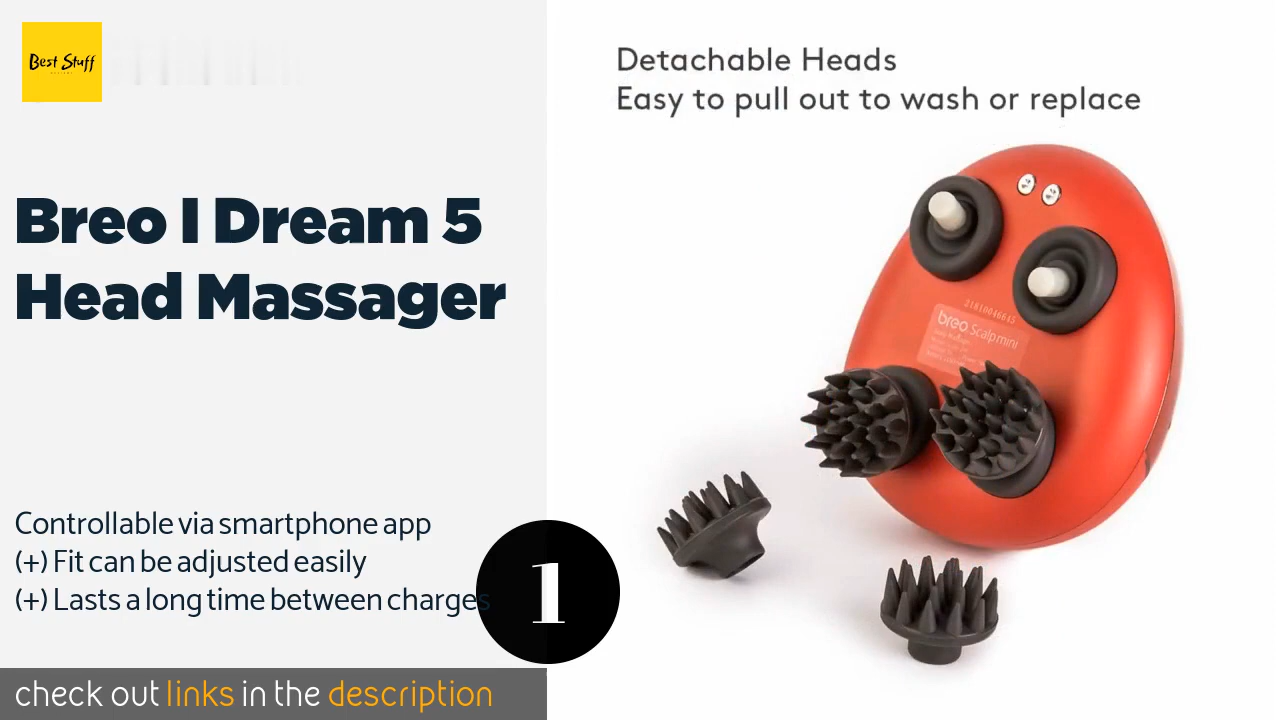 Best Stuff
Detachable Heads
Easy to pull out to wash or replace
Breo I Dream 5
Head Massager
21810046645
breo Scalp mini
Controllable via smartphone app
(+) Fit can be adjusted easily
(+) Lasts a long time between charges
1
check out links in the description